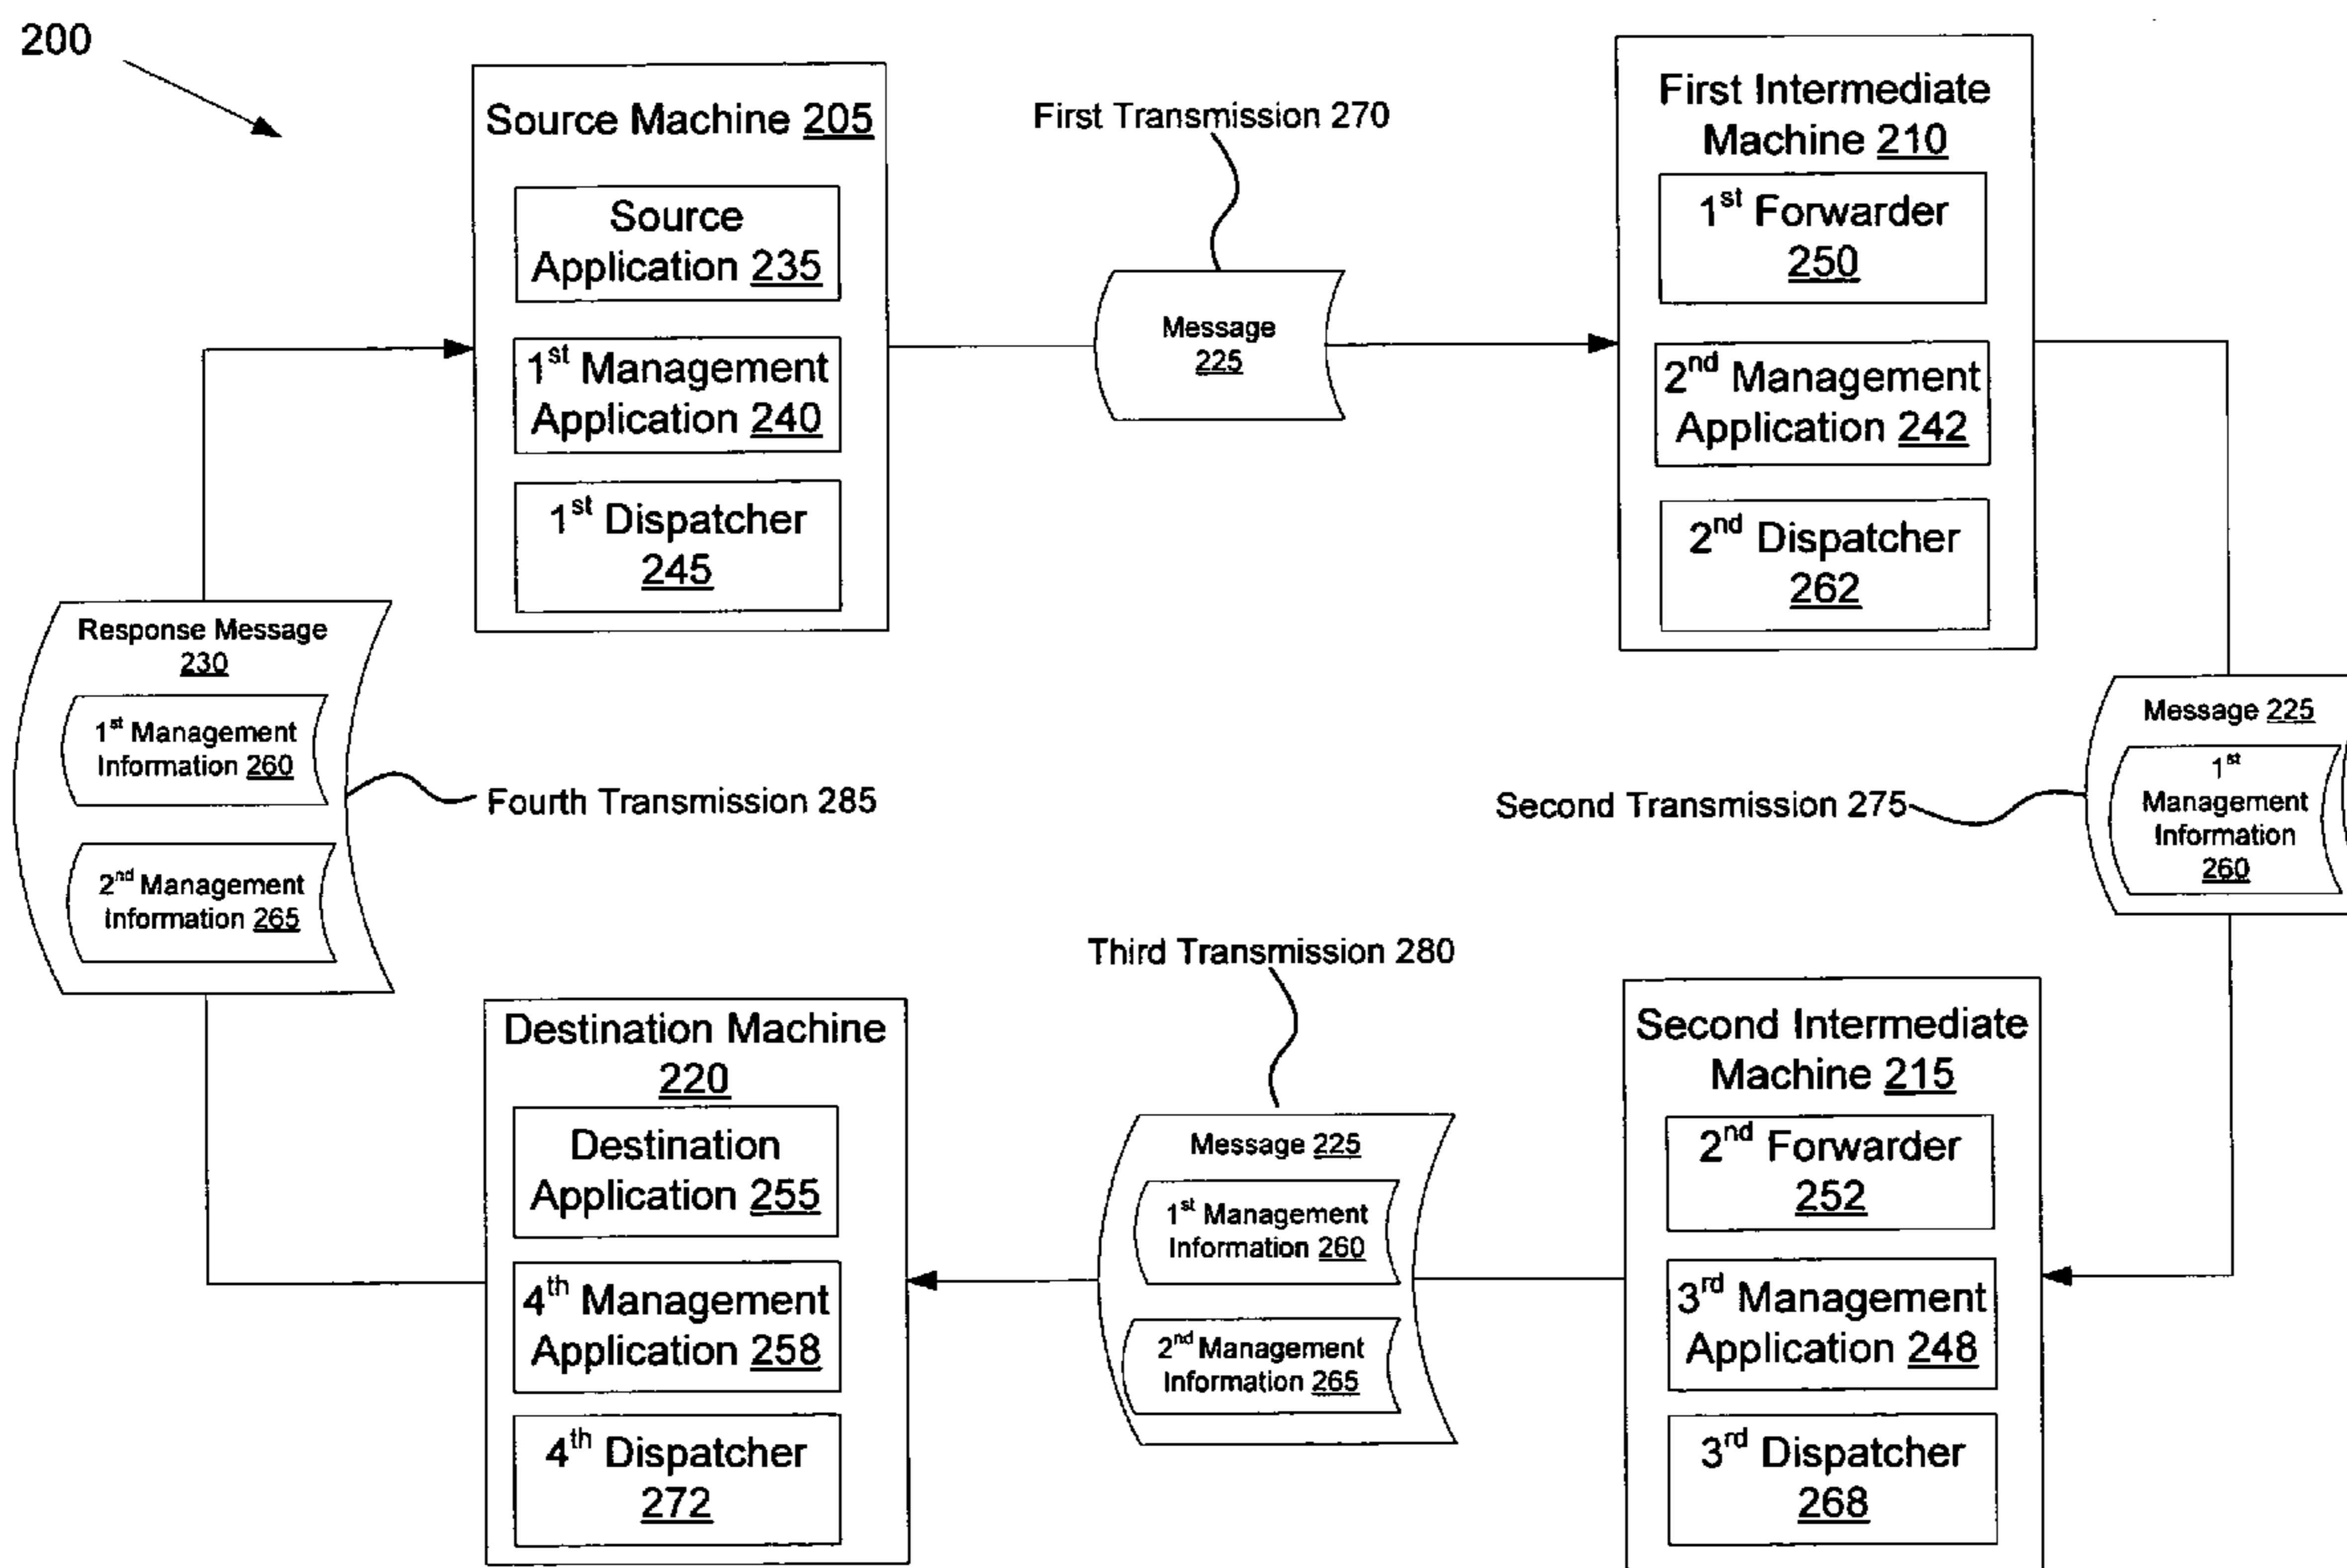 200
Source Machine 205
Source
Application 235
1st Management
Application 240
1st Dispatcher
245
First Transmission 270
Message
225
First Intermediate
Machine 210
1st Forwarder
250
2nd Management
Application 242
2nd Dispatcher
262
Response Message
230
1st Management
Information 260
2nd Management
Information 265
Fourth Transmission 285
Second Transmission 275
Message 225
1st
Management
Information
260
Third Transmission 280
Destination Machine
220
Destination
Application 255
4th Management
Application 258
4th Dispatcher
272
Message 225
1st Management
Information 260
2nd Management
Information 265
Second Intermediate
Machine 215
2nd Forwarder
252
3rd Management
Application 248
3rd Dispatcher
268